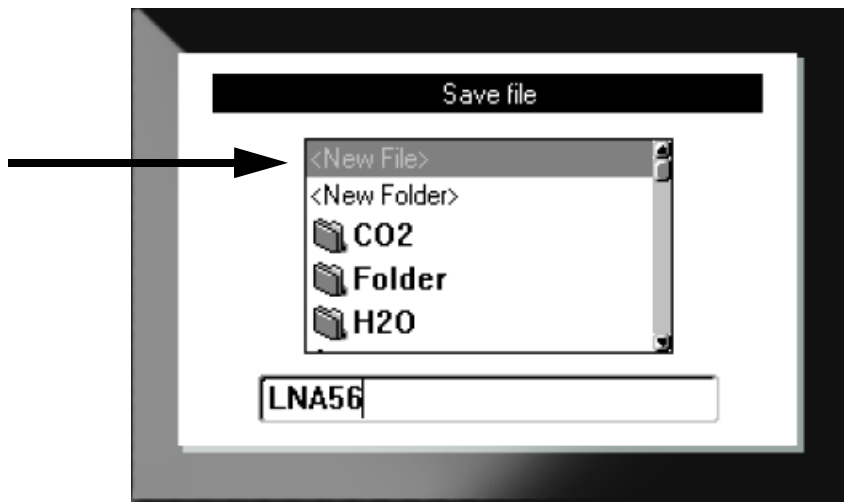 Save file
<New File>
<New Folder>
CO2
Folder
H2O
LNA56